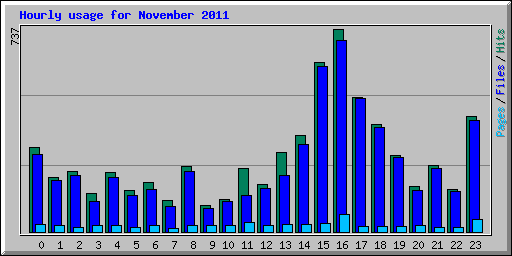 Hourly usage for November 2011
737
Pages / Files / Hits
0 1 2 3 4 5 6 7 8 9 10 11 12 13 14 15 16 17 18 19 20 21 22 23